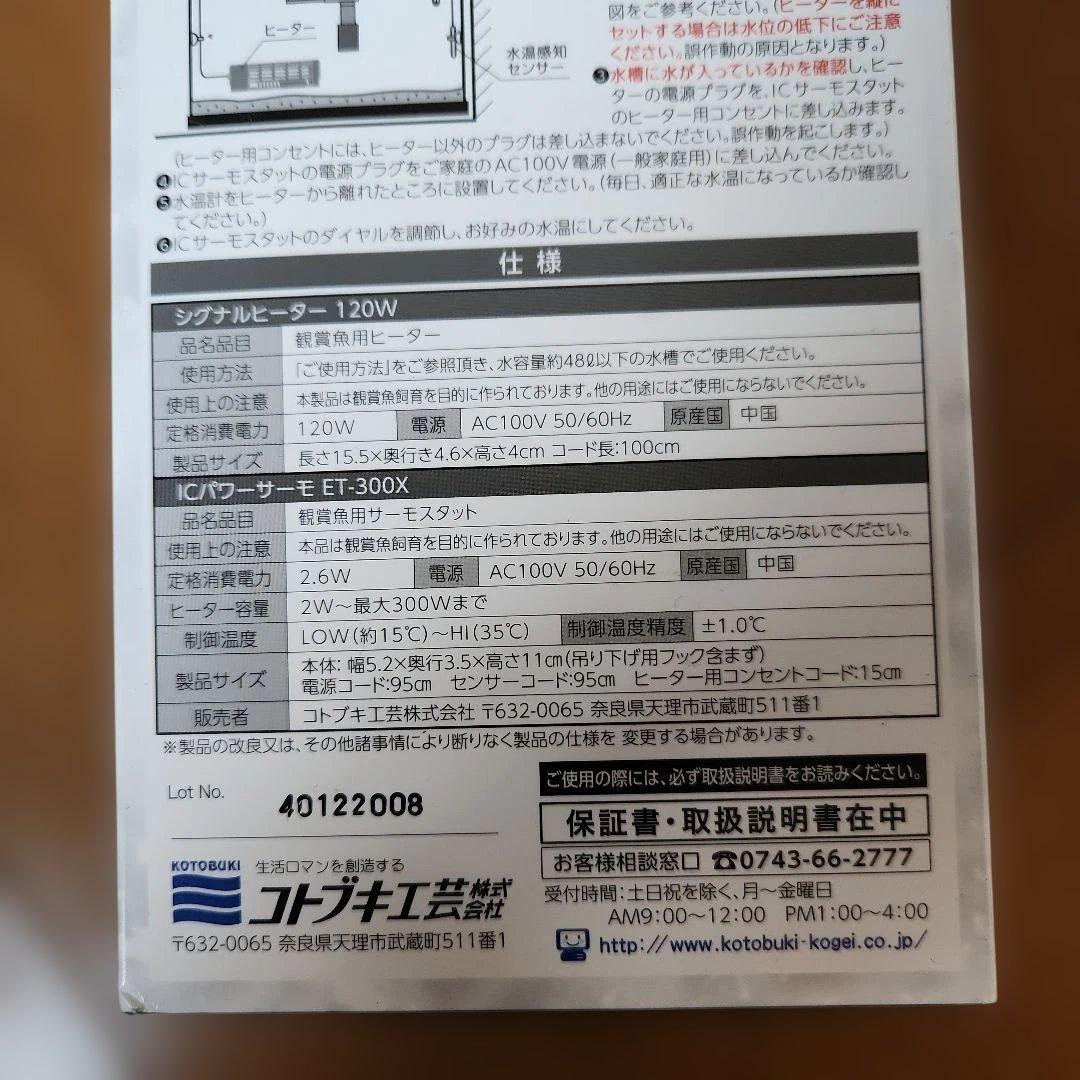 図をご参考ください。(ヒーターを縦に
セットする場合は水位の低下にご注意
ください。誤作動の原因となります。)
❸水槽に水が入っているかを確認し、ヒー
ターの電源プラグを、ICサーモスタット
のヒーター用コンセントに差し込みます。
ヒーター
水温感知
センサー
(ヒーター用コンセントには、ヒーター以外のプラグは差し込まないでください。誤作動を起こします。)
❹ICサーモスタットの電源プラグをご家庭のAC100V電源(一般家庭用)に差し込んでください。
❺水温計をヒーターから離れたところに設置してください。(毎日、適正な水温になっているか確認し
てください。)
❻ICサーモスタットのダイヤルを調節し、お好みの水温にしてください。
仕様
シグナルヒーター 120W
品名品目 観賞魚用ヒーター
使用方法 「ご使用方法」をご参照頂き、水容量約48ℓ以下の水槽でご使用ください。
使用上の注意 本製品は観賞魚飼育を目的に作られております。他の用途にはご使用にならないでください。
定格消費電力 120W 電源 AC100V 50/60Hz 原産国 中国
製品サイズ 長さ15.5×奥行き4.6×高さ4cm コード長:100cm
ICパワーサーモ ET-300X
品名品目 観賞魚用サーモスタット
使用上の注意 本品は観賞魚飼育を目的に作られております。他の用途にはご使用にならないでください。
定格消費電力 2.6W 電源 AC100V 50/60Hz 原産国 中国
ヒーター容量 2W〜最大300Wまで
制御温度 LOW(約15℃)〜HI(35℃) 制御温度精度 ±1.0℃
製品サイズ 本体: 幅5.2×奥行3.5×高さ11㎝(吊り下げ用フック含まず)
電源コード:95㎝ センサーコード:95㎝ ヒーター用コンセントコード:15㎝
販売者 コトブキ工芸株式会社 〒632-0065 奈良県天理市武蔵町511番1
※製品の改良又は、その他諸事情により断りなく製品の仕様を 変更する場合があります。
Lot No. 40122008
KOTOBUKI 生活ロマンを創造する
コトブキ工芸株式会社
〒632-0065 奈良県天理市武蔵町511番1
ご使用の際には、必ず取扱説明書をお読みください。
保証書・取扱説明書在中
お客様相談窓口 ☎0743-66-2777
受付時間:土日祝を除く、月〜金曜日
AM9:00〜12:00 PM1:00〜4:00
http://www.kotobuki-kogei.co.jp/